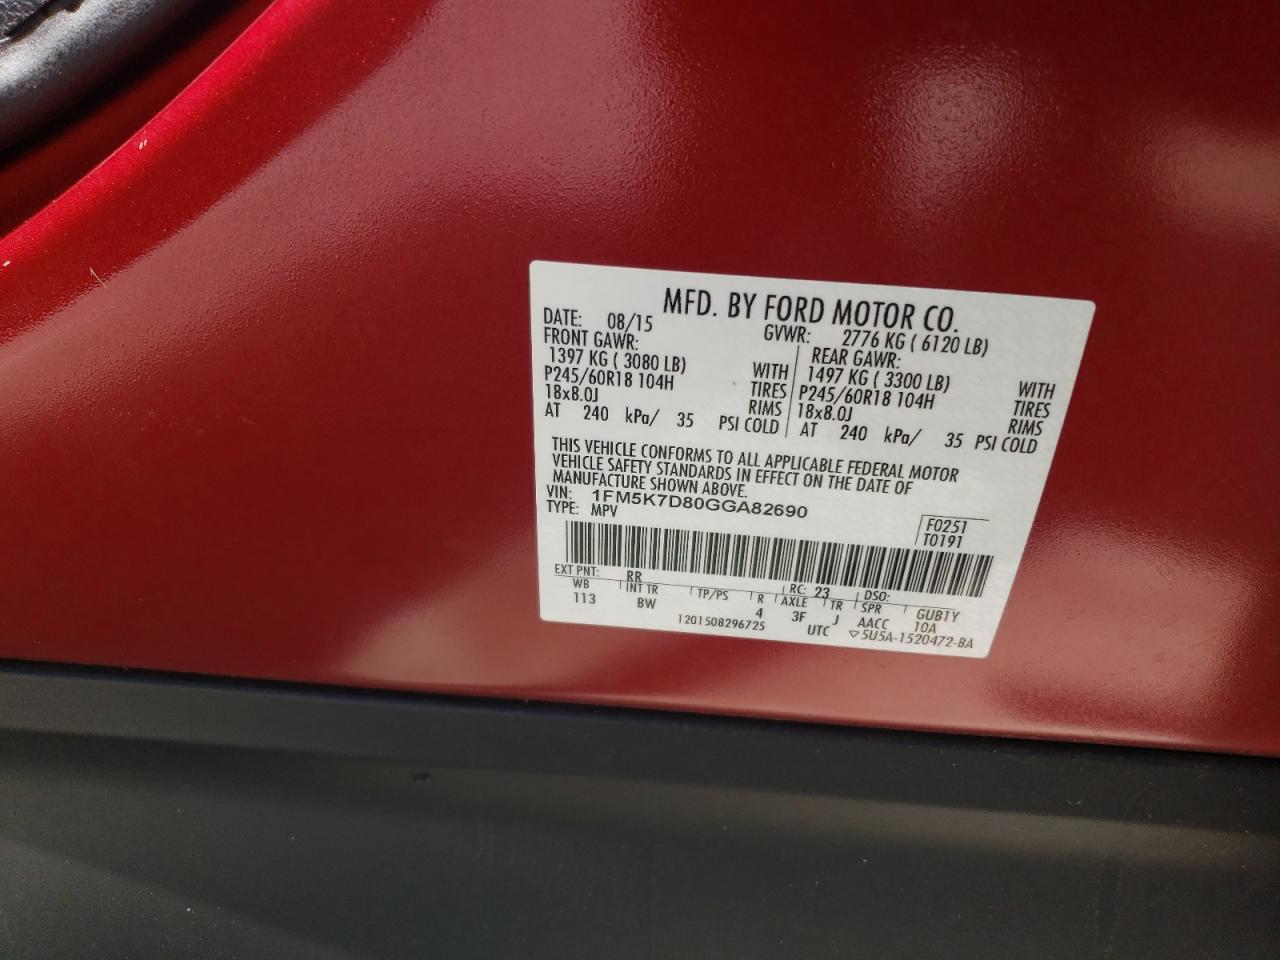 MFD. BY FORD MOTOR CO.
DATE: 08/15 GVWR: 2776 KG ( 6120 LB)
FRONT GAWR: REAR GAWR:
1397 KG ( 3080 LB) WITH 1497 KG ( 3300 LB) WITH
P245/60R18 104H TIRES P245/60R18 104H TIRES
18x8.0J RIMS 18x8.0J RIMS
AT 240 kPa/ 35 PSI COLD AT 240 kPa/ 35 PSI COLD
THIS VEHICLE CONFORMS TO ALL APPLICABLE FEDERAL MOTOR
VEHICLE SAFETY STANDARDS IN EFFECT ON THE DATE OF
MANUFACTURE SHOWN ABOVE.
VIN: 1FM5K7D80GGA82690
TYPE: MPV
F0251
T0191
EXT PNT: RR RC: 23 DSO:
WB INT TR TP/PS R AXLE TR SPR GUB1Y
113 BW 4 3F J AACC 10A
1201508296725 UTC ▽5U5A-1520472-BA